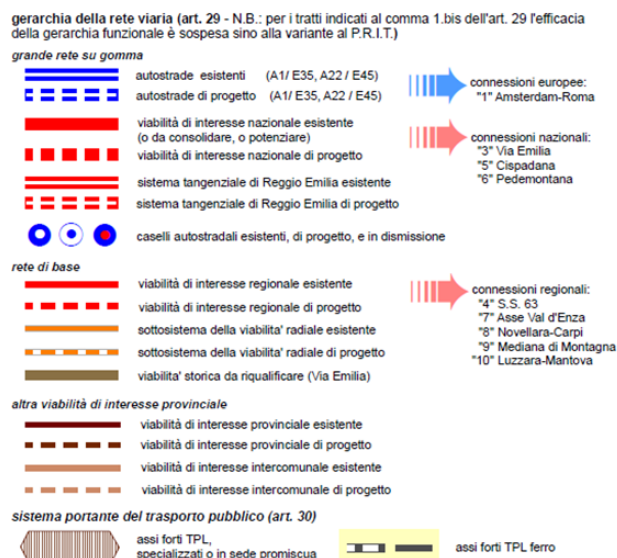 gerarchia della rete viaria (art. 29 - N.B.: per i tratti indicati al comma 1.bis dell'art. 29 l'efficacia
della gerarchia funzionale è sospesa sino alla variante al P.R.I.T.)
grande rete su gomma
autostrade esistenti (A1/ E35, A22 / E45)
autostrade di progetto (A1/ E35, A22 / E45)
connessioni europee:
"1" Amsterdam-Roma
viabilità di interesse nazionale esistente
(o da consolidare, o potenziare)
viabilità di interesse nazionale di progetto
connessioni nazionali:
"3" Via Emilia
"5" Cispadana
"6" Pedemontana
sistema tangenziale di Reggio Emilia esistente
sistema tangenziale di Reggio Emilia di progetto
caselli autostradali esistenti, di progetto, e in dismissione
rete di base
viabilità di interesse regionale esistente
viabilità di interesse regionale di progetto
sottosistema della viabilita' radiale esistente
sottosistema della viabilita' radiale di progetto
viabilita' storica da riqualificare (Via Emilia)
connessioni regionali:
"4" S.S. 63
"7" Asse Val d'Enza
"8" Novellara-Carpi
"9" Mediana di Montagna
"10" Luzzara-Mantova
altra viabilità di interesse provinciale
viabilità di interesse provinciale esistente
viabilità di interesse provinciale di progetto
viabilità di interesse intercomunale esistente
viabilità di interesse intercomunale di progetto
sistema portante del trasporto pubblico (art. 30)
assi forti TPL,
specializzati o in sede promiscua
assi forti TPL ferro